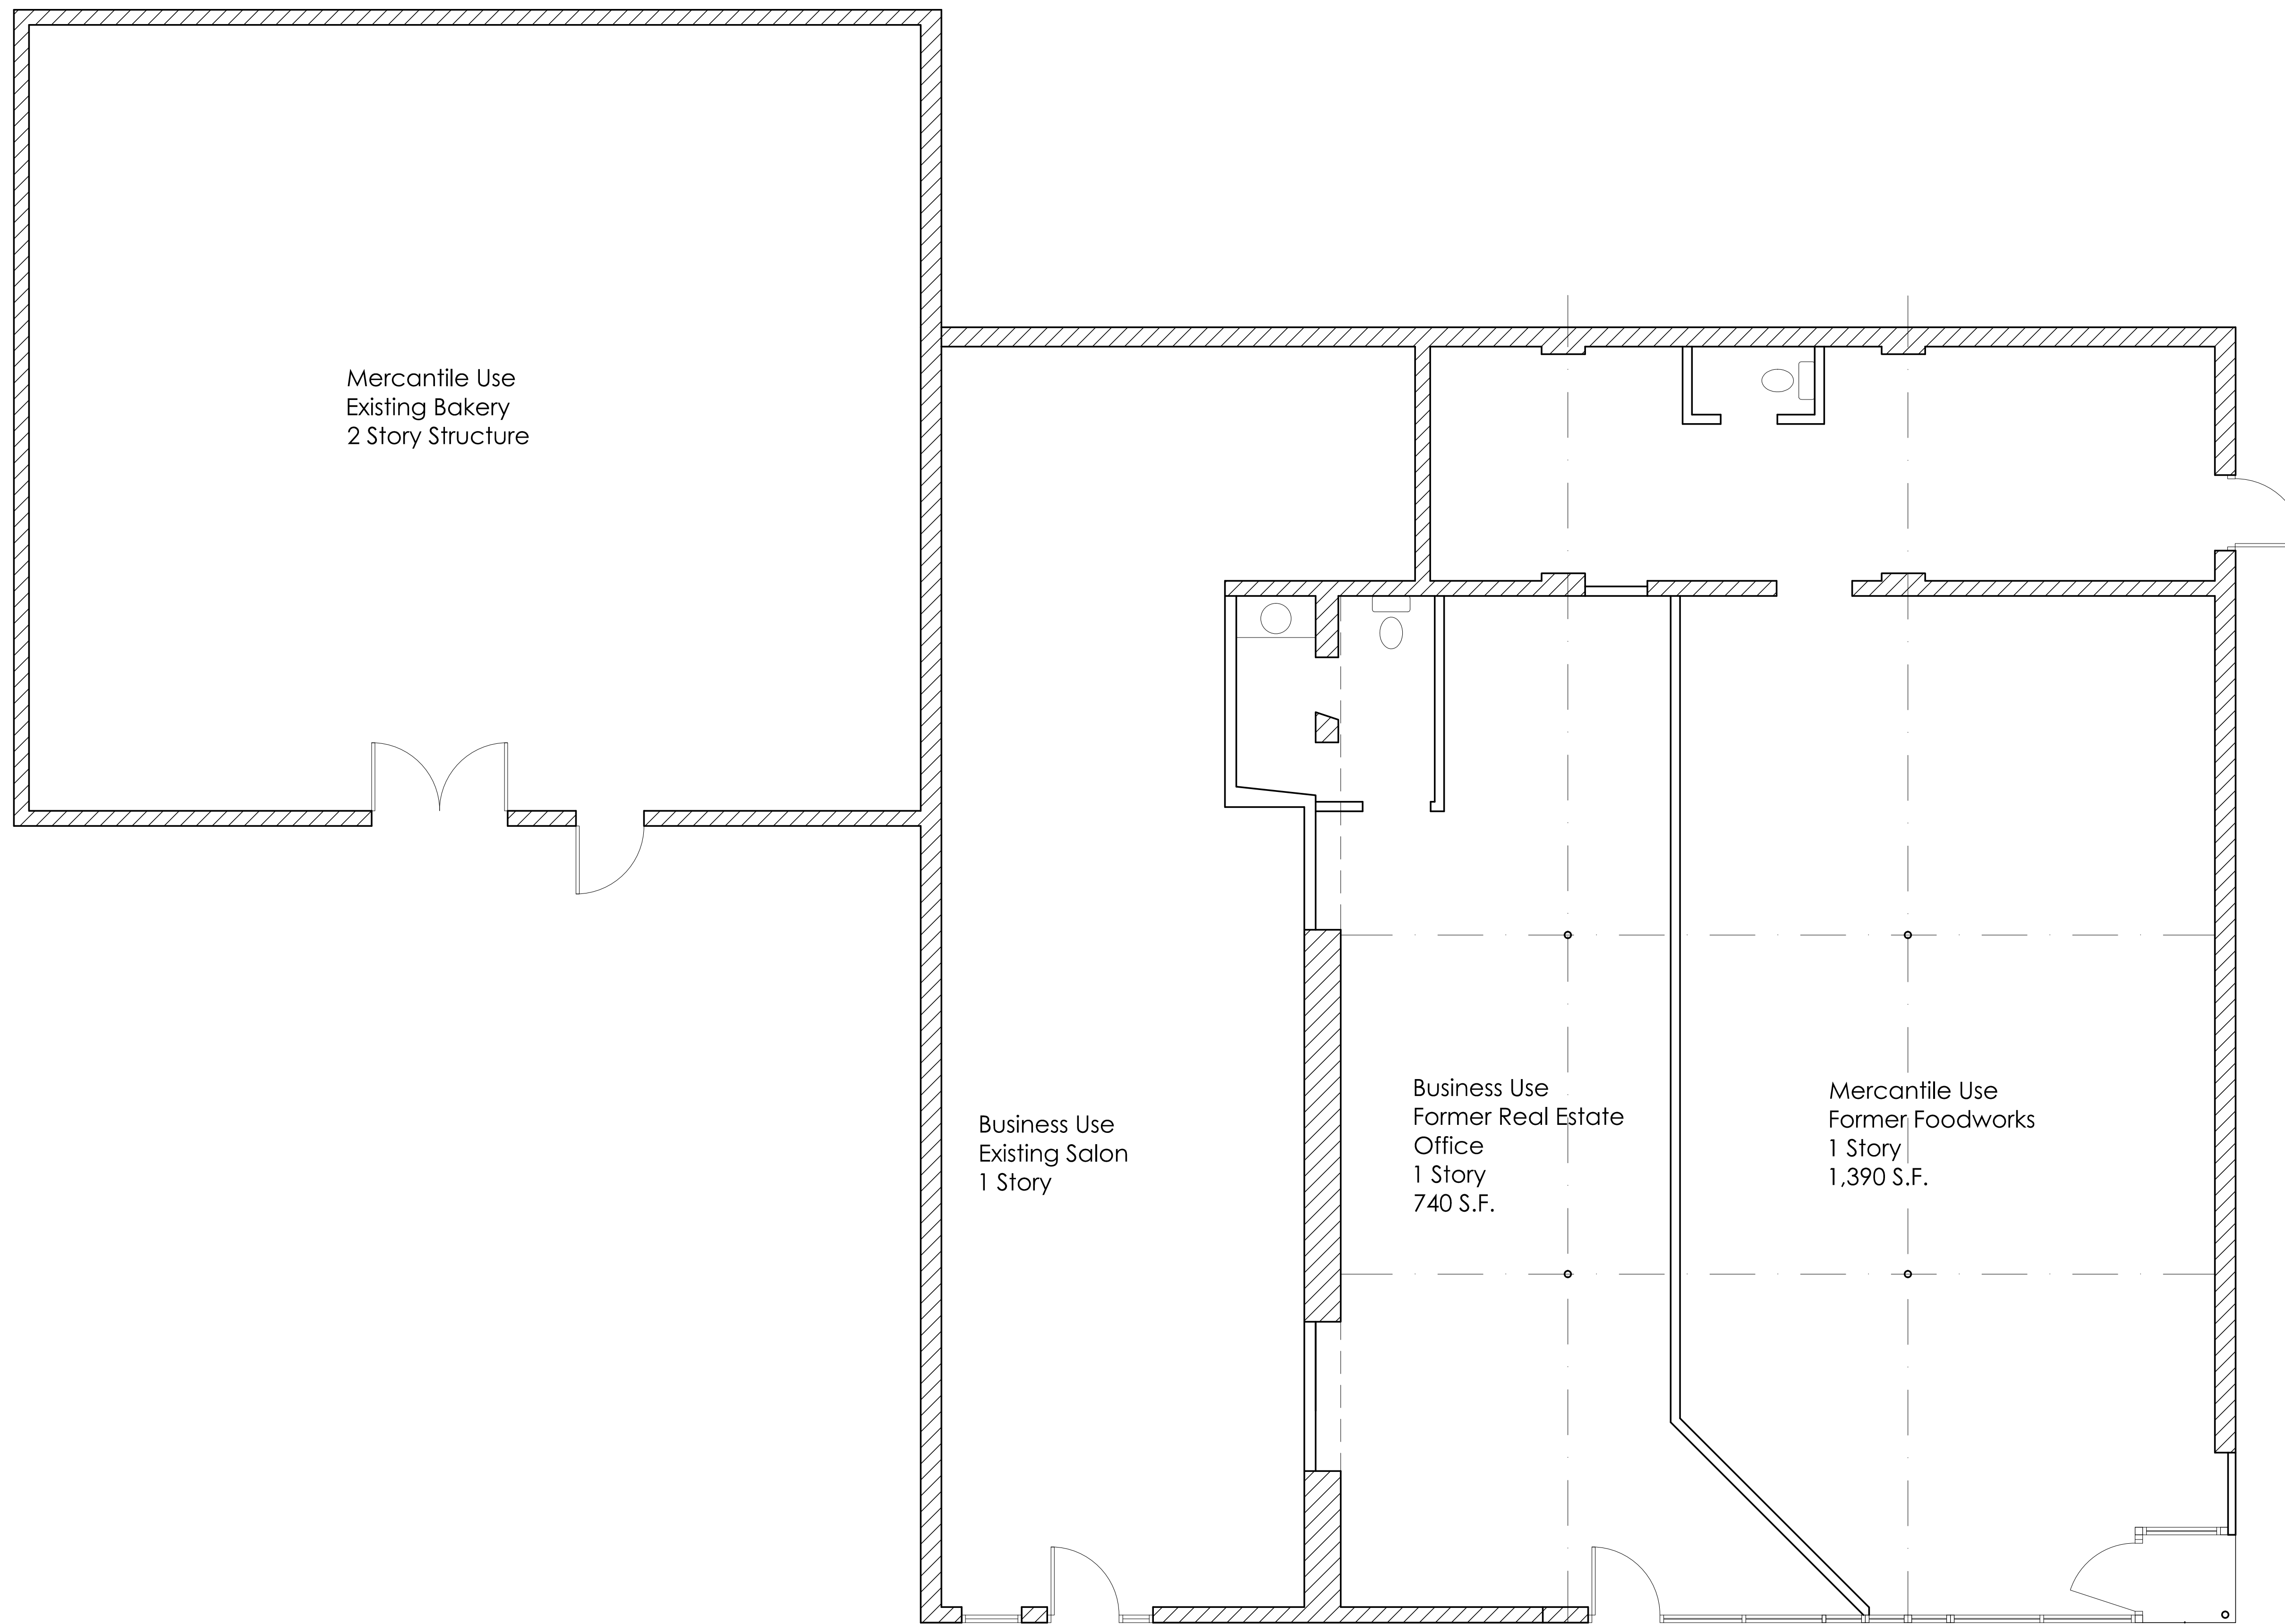 Mercantile Use
Existing Bakery
2 Story Structure
Business Use
Existing Salon
1 Story
Business Use
Former Real Estate
Office
1 Story
740 S.F.
Mercantile Use
Former Foodworks
1 Story
1,390 S.F.